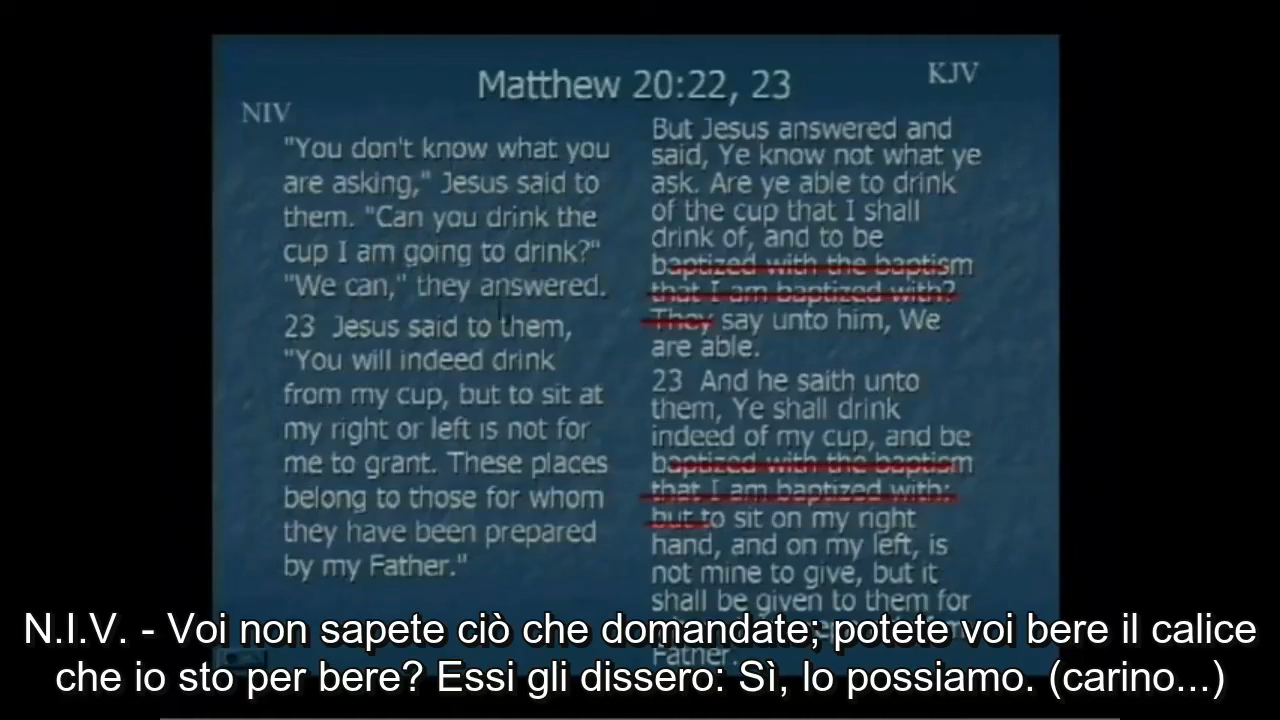 Matthew 20:22, 23
NIV
"You don't know what you
are asking," Jesus said to
them. "Can you drink the
cup I am going to drink?"
"We can," they answered.
23 Jesus said to them,
"You will indeed drink
from my cup, but to sit at
my right or left is not for
me to grant. These places
belong to those for whom
they have been prepared
by my Father."
KJV
But Jesus answered and
said, Ye know not what ye
ask. Are ye able to drink
of the cup that I shall
drink of, and to be
baptized with the baptism
that I am baptized with?
They say unto him, We
are able.
23 And he saith unto
them, Ye shall drink
indeed of my cup, and be
baptized with the baptism
that I am baptized with:
but to sit on my right
hand, and on my left, is
not mine to give, but it
shall be given to them for
Father.
N.I.V. - Voi non sapete ciò che domandate; potete voi bere il calice
che io sto per bere? Essi gli dissero: Sì, lo possiamo. (carino...)